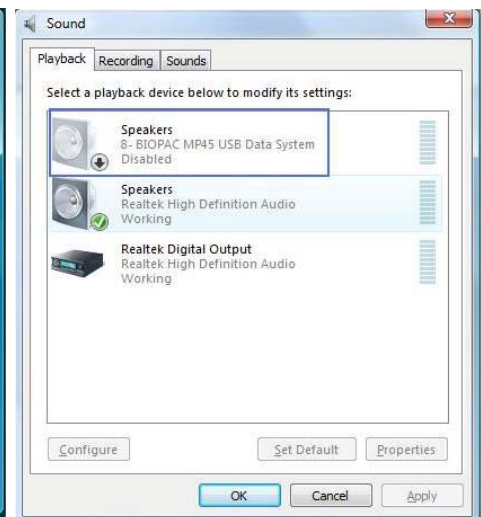 Sound
Playback Recording Sounds
Select a playback device below to modify its settings:
Speakers
8- BIOPAC MP45 USB Data System
Disabled
Speakers
Realtek High Definition Audio
Working
Realtek Digital Output
Realtek High Definition Audio
Working
Configure Set Default Properties
OK Cancel Apply